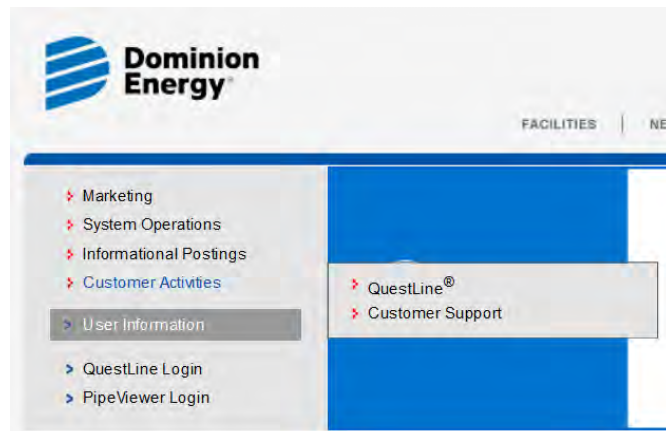 Dominion
Energy®
FACILITIES | NE
Marketing
System Operations
Informational Postings
Customer Activities
QuestLine®
Customer Support
User Information
QuestLine Login
PipeViewer Login